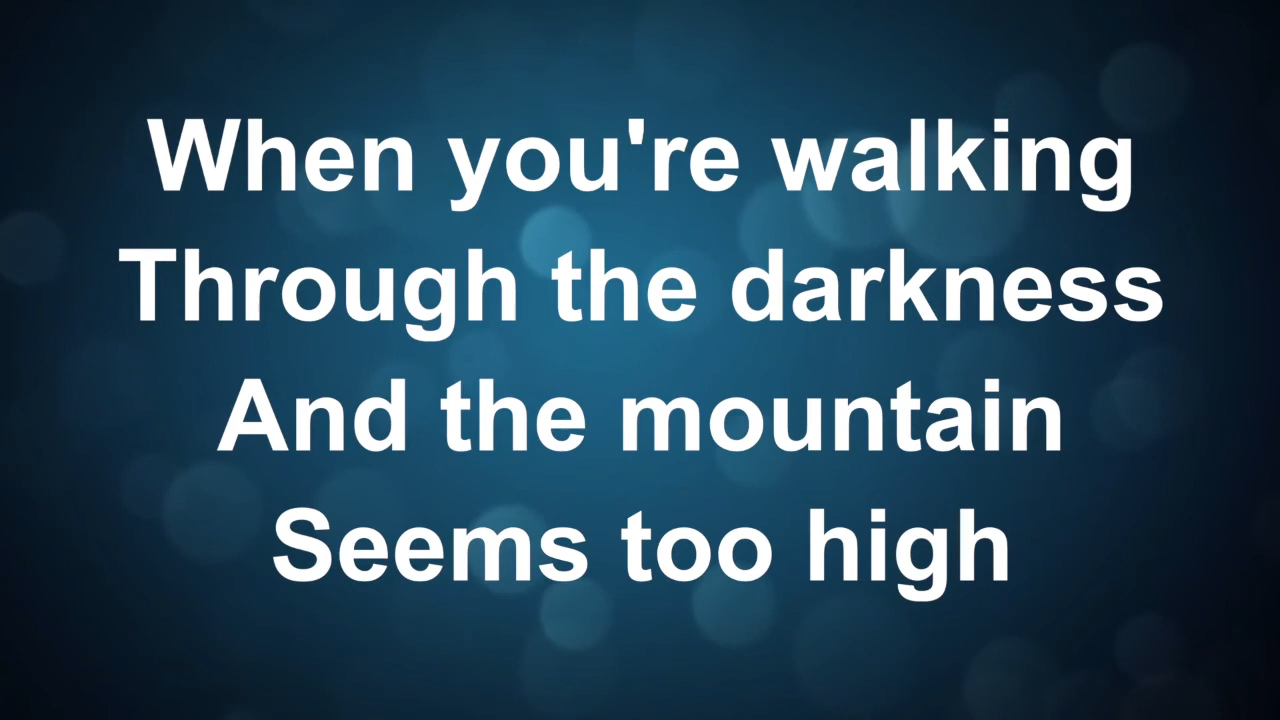 When you're walking
Through the darkness
And the mountain
Seems too high